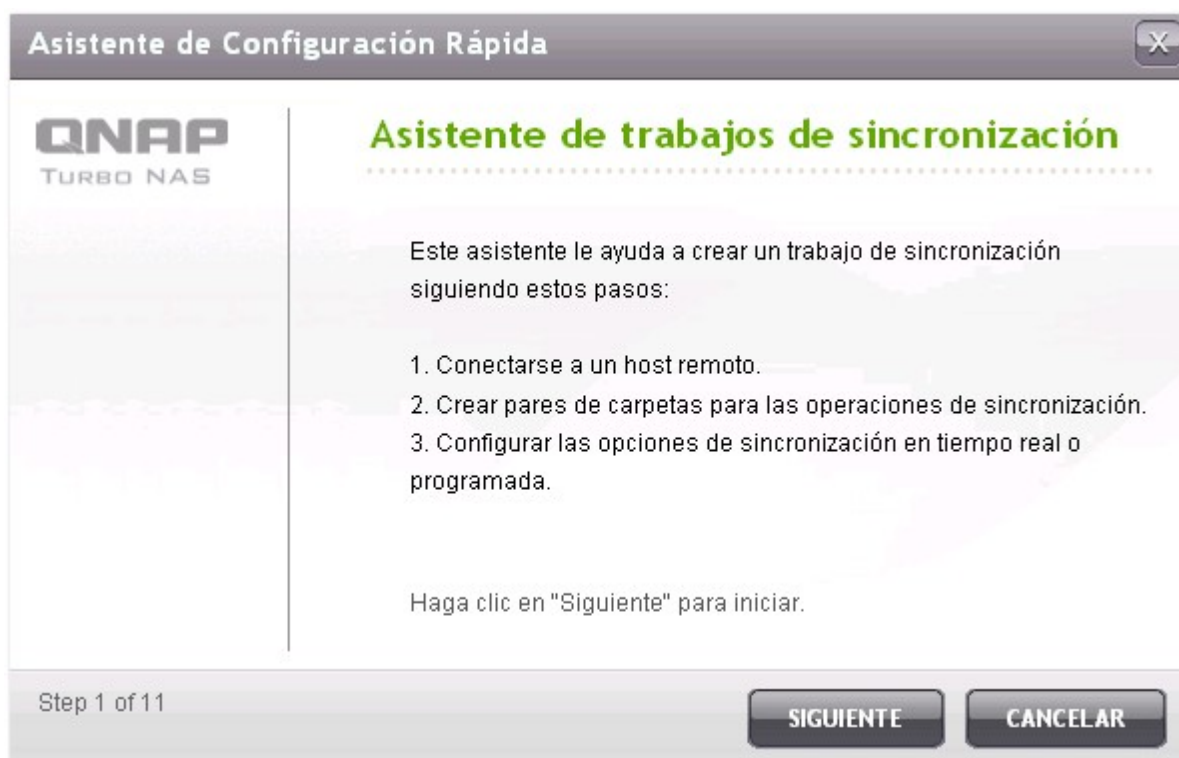 Asistente de Configuración Rápida
X
QNAP
TURBO NAS
Asistente de trabajos de sincronización
Este asistente le ayuda a crear un trabajo de sincronización
siguiendo estos pasos:
1. Conectarse a un host remoto.
2. Crear pares de carpetas para las operaciones de sincronización.
3. Configurar las opciones de sincronización en tiempo real o
programada.
Haga clic en "Siguiente" para iniciar.
Step 1 of 11
SIGUIENTE
CANCELAR